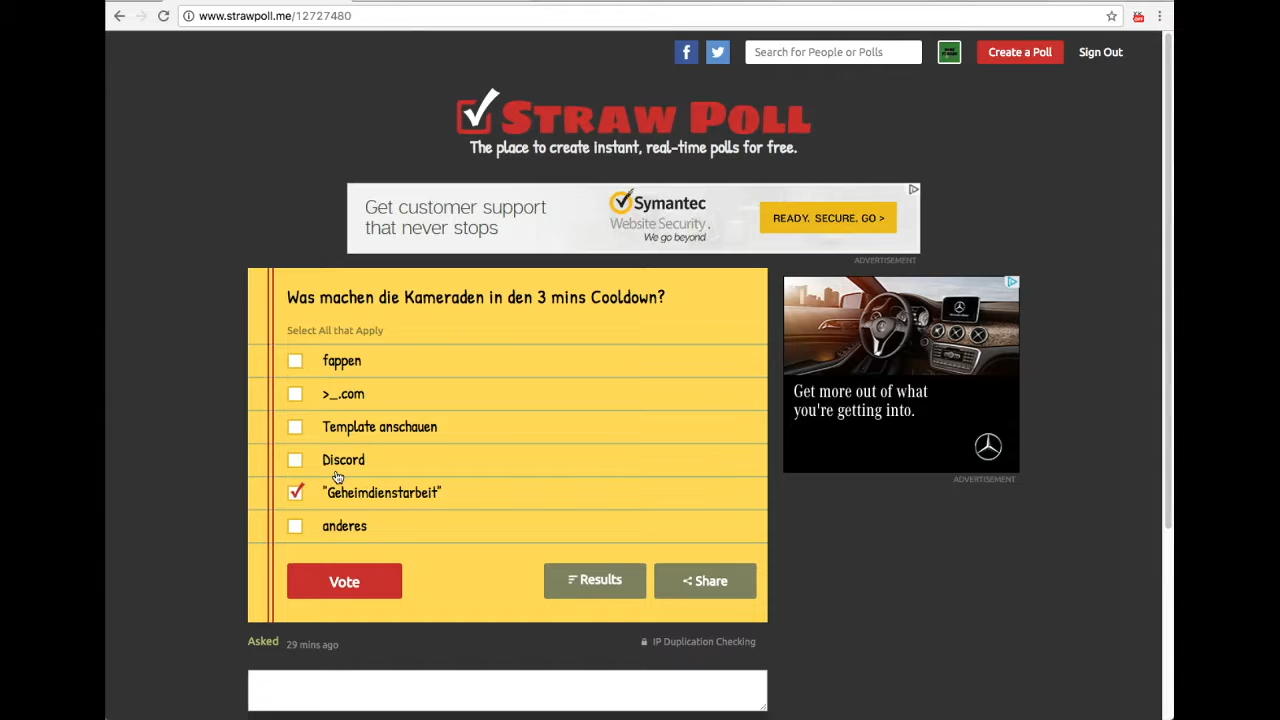 www.strawpoll.me/12727480
Search for People or Polls
Create a Poll
Sign Out
STRAW POLL
The place to create instant, real-time polls for free.
Get customer support
that never stops
Symantec
Website Security.
We go beyond
READY. SECURE. GO >
ADVERTISEMENT
Was machen die Kameraden in den 3 mins Cooldown?
Select All that Apply
fappen
>_.com
Template anschauen
Discord
"Geheimdienstarbeit"
anderes
Vote
Results
Share
Get more out of what
you're getting into.
ADVERTISEMENT
Asked 29 mins ago
IP Duplication Checking